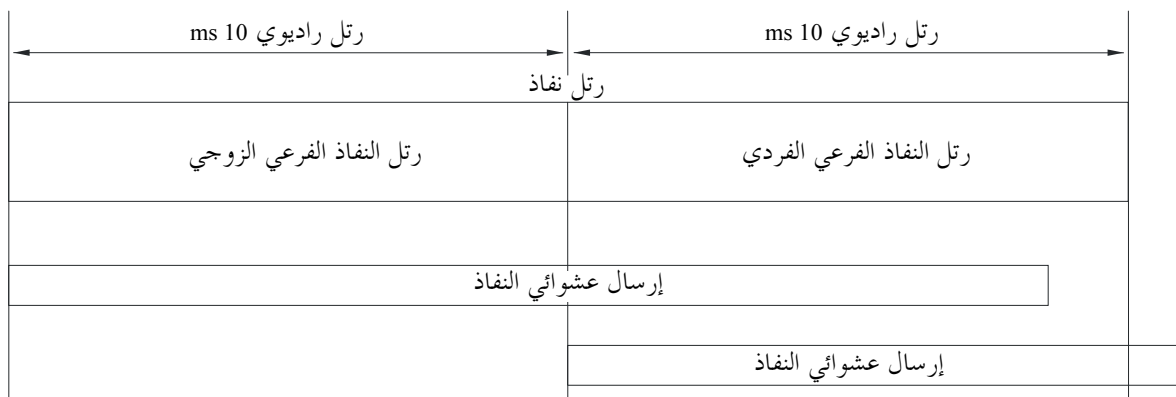 رتل راديوي 10 ms
رتل راديوي 10 ms
رتل نفاذ
رتل النفاذ الفرعي الفردي
رتل النفاذ الفرعي الزوجي
إرسال عشوائي النفاذ
إرسال عشوائي النفاذ